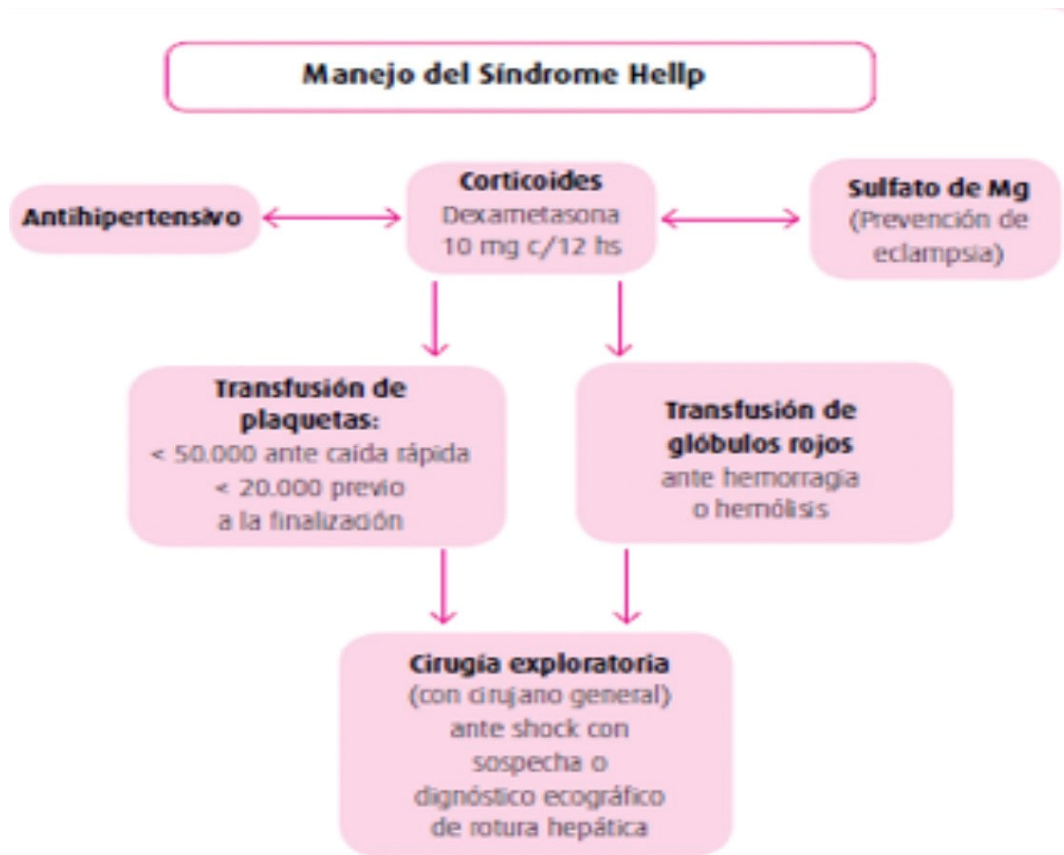 Manejo del Síndrome Hellp
Antihipertensivo
Corticoides
Dexametasona
10 mg c/12 hs
Sulfato de Mg
(Prevención de
eclampsia)
Transfusión de
plaquetas:
< 50.000 ante caída rápida
< 20.000 previo
a la finalización
Transfusión de
glóbulos rojos
ante hemorragia
o hemólisis
Cirugía exploratoria
(con cirujano general)
ante shock con
sospecha o
dignóstico ecográfico
de rotura hepática